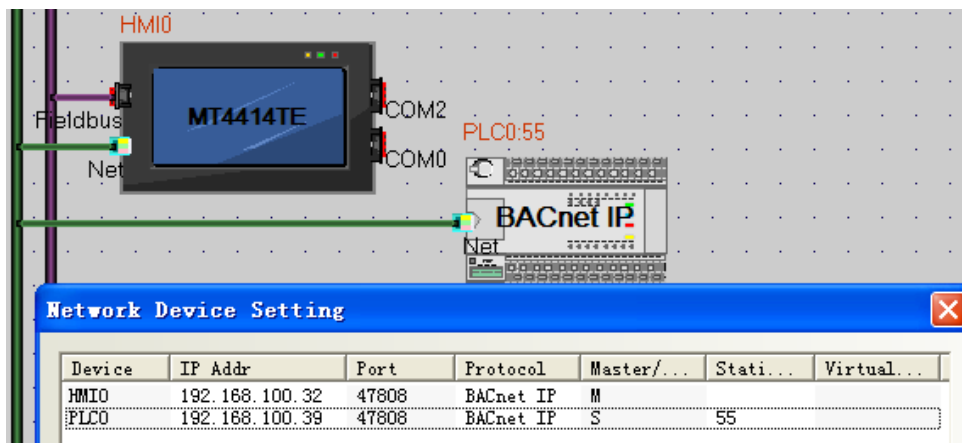 HMI0
MT4414TE
COM2
Fieldbus
PLC0:55
COM0
Net
BACnet IP
Net
Network Device Setting
Device IP Addr Port Protocol Master/... Stati... Virtual...
HMI0 192.168.100.32 47808 BACnet IP M
PLC0 192.168.100.39 47808 BACnet IP S 55